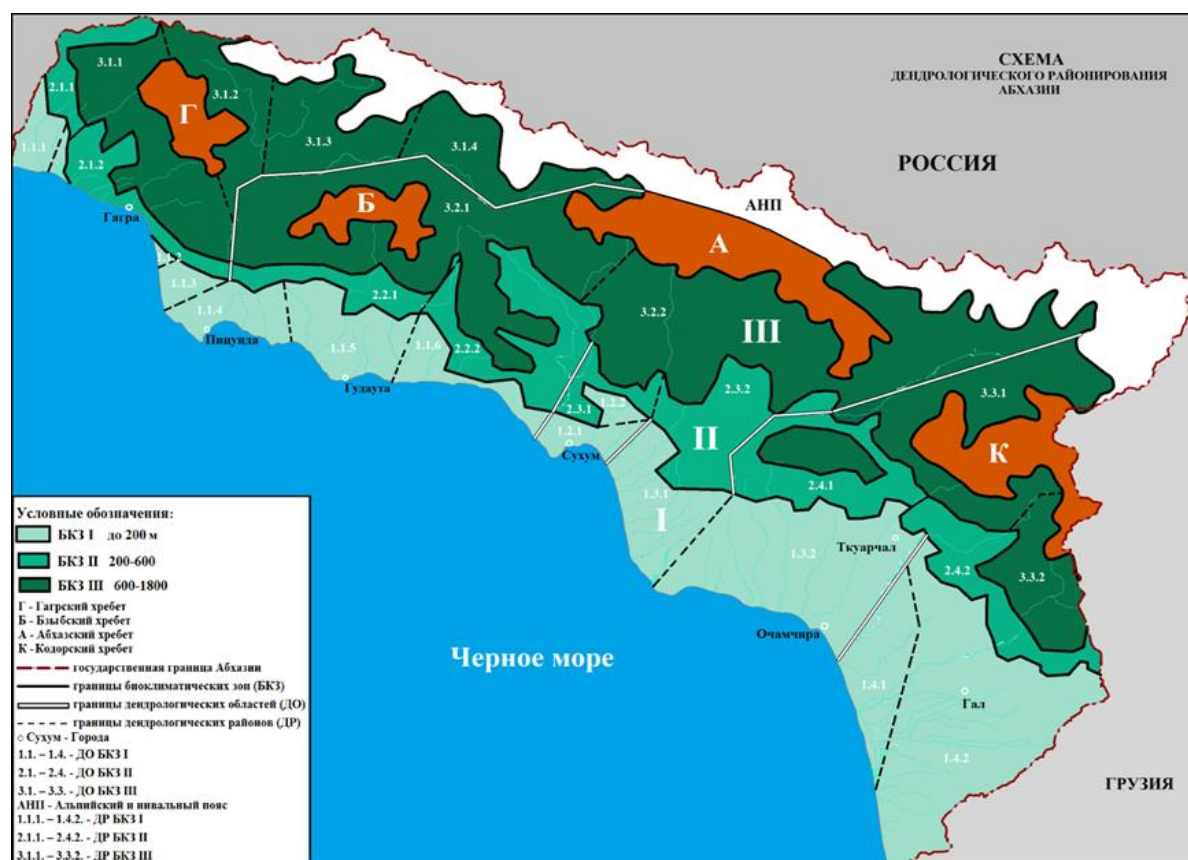 СХЕМА
ДЕНДРОЛОГИЧЕСКОГО РАЙОНИРОВАНИЯ
АБХАЗИИ
РОССИЯ
АНП
ГРУЗИЯ
Черное море
3.1.1
2.1.1
1.1.1
2.1.2
Г
3.1.2
3.1.3
3.1.4
Гагра
Б
3.2.1
А
1.1.2
1.1.3
1.1.4
Пицунда
2.2.1
1.1.5
Гудаута
1.1.6
2.2.2
3.2.2
III
2.3.2
2.3.1
1.2.2
1.2.1
Сухум
II
3.3.1
К
2.4.1
1.3.1
I
1.3.2
Ткуарчал
2.4.2
3.3.2
Очамчира
1.4.1
Гал
1.4.2
Условные обозначения:
БКЗ I до 200 м
БКЗ II 200-600
БКЗ III 600-1800
Г - Гагрский хребет
Б - Бзыбский хребет
А - Абхазский хребет
К - Кодорский хребет
государственная граница Абхазии
границы биоклиматических зон (БКЗ)
границы дендрологических областей (ДО)
границы дендрологических районов (ДР)
Сухум - Города
1.1. – 1.4. - ДО БКЗ I
2.1. – 2.4. - ДО БКЗ II
3.1. – 3.3. - ДО БКЗ III
АНП - Альпийский и нивальный пояс
1.1.1. – 1.4.2. - ДР БКЗ I
2.1.1. – 2.4.2. - ДР БКЗ II
3.1.1. – 3.3.2. - ДР БКЗ III